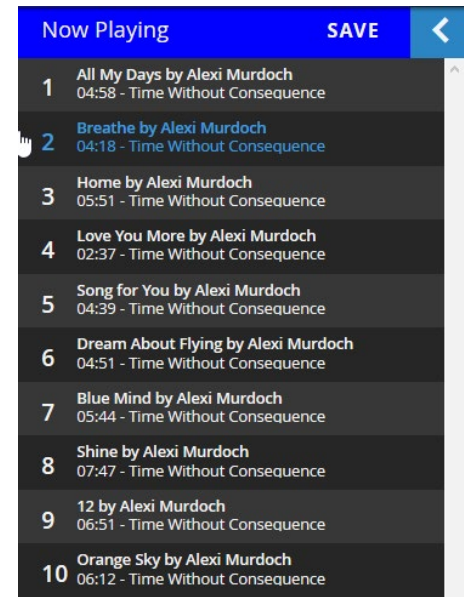 Now Playing SAVE
1 All My Days by Alexi Murdoch
04:58 - Time Without Consequence
2 Breathe by Alexi Murdoch
04:18 - Time Without Consequence
3 Home by Alexi Murdoch
05:51 - Time Without Consequence
4 Love You More by Alexi Murdoch
02:37 - Time Without Consequence
5 Song for You by Alexi Murdoch
04:39 - Time Without Consequence
6 Dream About Flying by Alexi Murdoch
04:51 - Time Without Consequence
7 Blue Mind by Alexi Murdoch
05:44 - Time Without Consequence
8 Shine by Alexi Murdoch
07:47 - Time Without Consequence
9 12 by Alexi Murdoch
06:51 - Time Without Consequence
10 Orange Sky by Alexi Murdoch
06:12 - Time Without Consequence